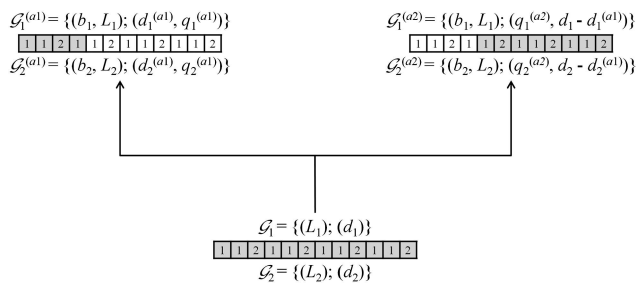 𝒢₁⁽ᵃ¹⁾ = {(b₁, L₁); (d₁⁽ᵃ¹⁾, q₁⁽ᵃ¹⁾)}
1 1 2 1 1 2 1 1 2 1 1 2
𝒢₂⁽ᵃ¹⁾ = {(b₂, L₂); (d₂⁽ᵃ¹⁾, q₂⁽ᵃ¹⁾)}
𝒢₁⁽ᵃ²⁾ = {(b₁, L₁); (q₁⁽ᵃ²⁾, d₁ - d₁⁽ᵃ¹⁾)}
1 1 2 1 1 2 1 1 2 1 1 2
𝒢₂⁽ᵃ²⁾ = {(b₂, L₂); (q₂⁽ᵃ²⁾, d₂ - d₂⁽ᵃ¹⁾)}
𝒢₁ = {(L₁); (d₁)}
1 1 2 1 1 2 1 1 2 1 1 2
𝒢₂ = {(L₂); (d₂)}